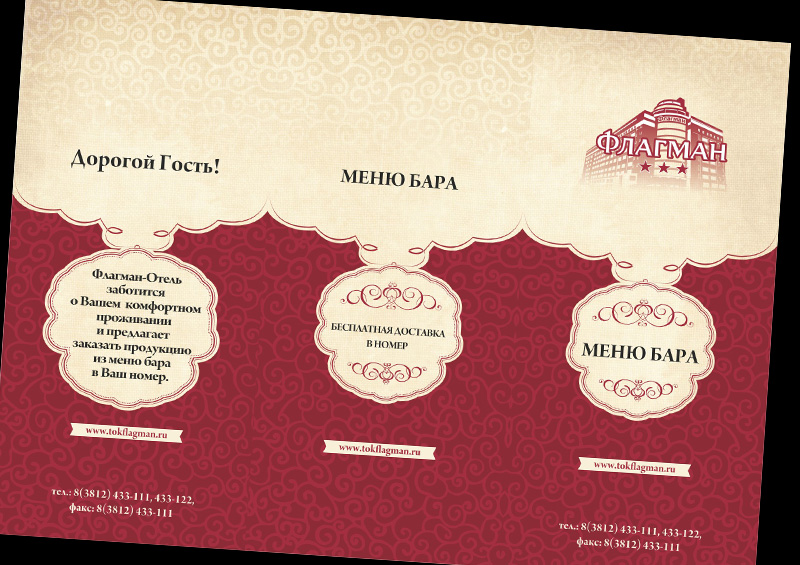 Дорогой Гость!
Флагман-Отель
заботится
о Вашем комфортном
проживании
и предлагает
заказать продукцию
из меню бара
в Ваш номер.
www.tokflagman.ru
тел.: 8(3812) 433-111, 433-122,
факс: 8(3812) 433-111
МЕНЮ БАРА
БЕСПЛАТНАЯ ДОСТАВКА
В НОМЕР
www.tokflagman.ru
Флагман
ФЛАГМАН
МЕНЮ БАРА
www.tokflagman.ru
тел.: 8(3812) 433-111, 433-122,
факс: 8(3812) 433-111